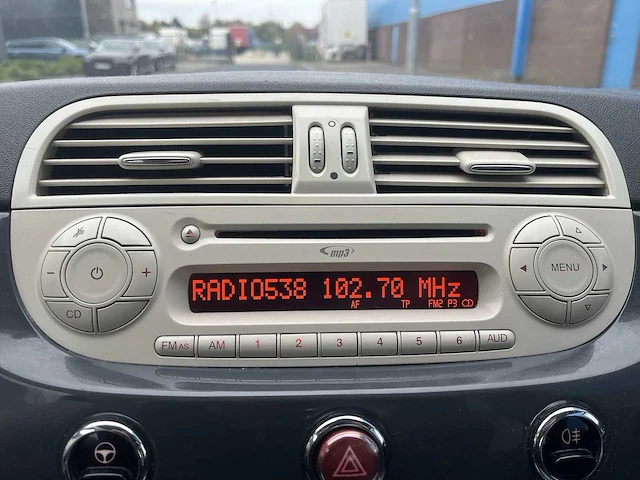 mp3
− +
CD
MENU
RADIO538 102.70 MHz
AF TP FM2 P3 CD
FM AS AM 1 2 3 4 5 6 AUD